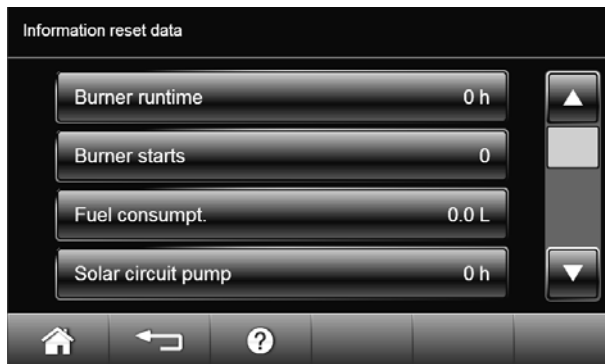 Information reset data
Burner runtime 0 h
Burner starts 0
Fuel consumpt. 0.0 L
Solar circuit pump 0 h
?